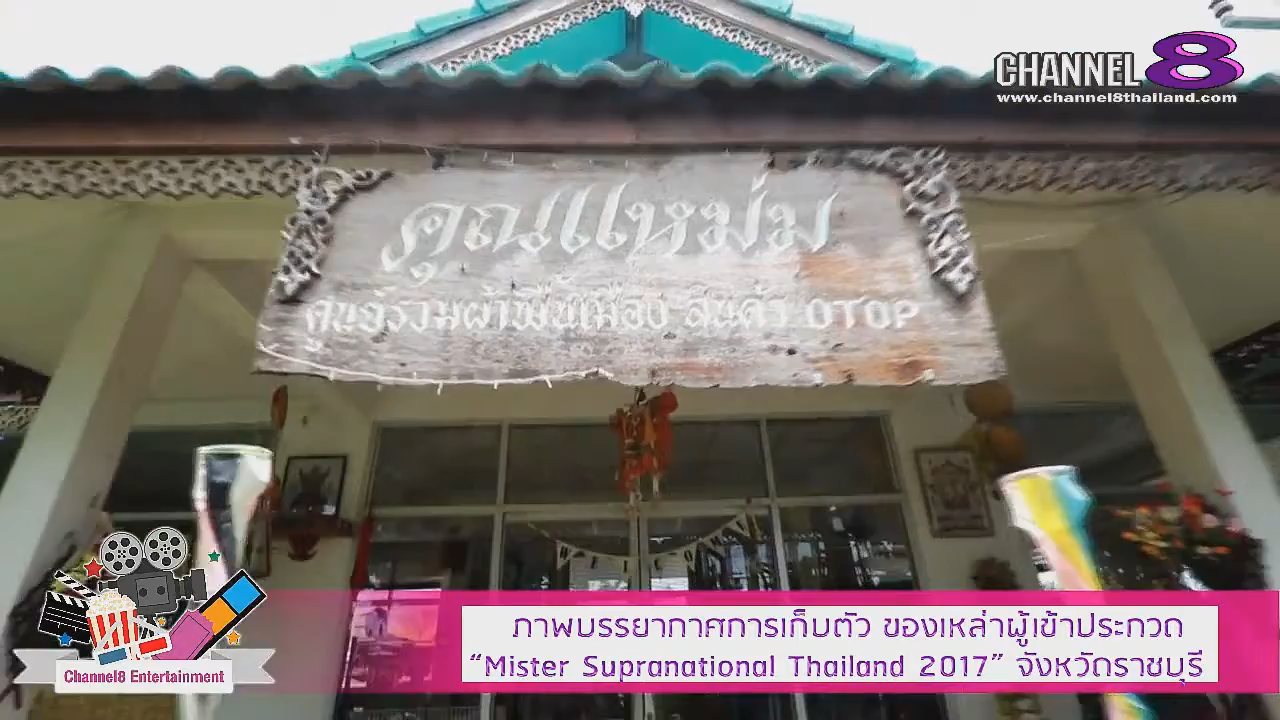 CHANNEL 8
www.channel8thailand.com
คุณแหม่ม
ศูนย์รวมผ้าพื้นเมือง สินค้า OTOP
ภาพบรรยากาศการเก็บตัว ของเหล่าผู้เข้าประกวด
“Mister Supranational Thailand 2017” จังหวัดราชบุรี
Channel8 Entertainment